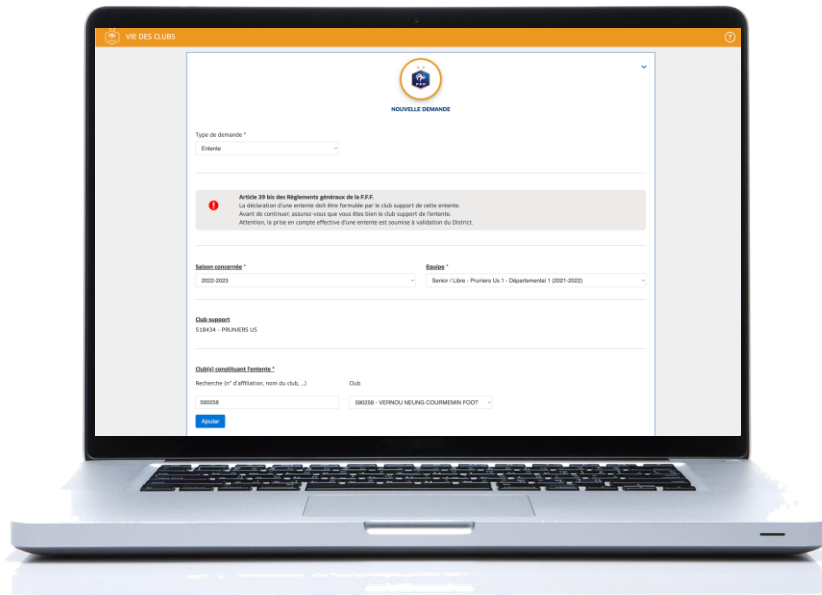 VIE DES CLUBS
?
FFF
NOUVELLE DEMANDE
Type de demande *
Entente
Article 39 bis des Règlements généraux de la F.F.F.
La déclaration d'une entente doit être formulée par le club support de cette entente.
Avant de continuer, assurez-vous que vous êtes bien le club support de l'entente.
Attention, la prise en compte effective d'une entente est soumise à validation du District.
Saison concernée * Equipe *
2022-2023 Senior / Libre - Pruniers Us 1 - Départemental 1 (2021-2022)
Club support
518434 - PRUNIERS US
Club(s) constituant l'entente *
Recherche (n° d'affiliation, nom du club, ...) Club
590258 590258 - VERNOU NEUNG COURMEMIN FOOT
Ajouter